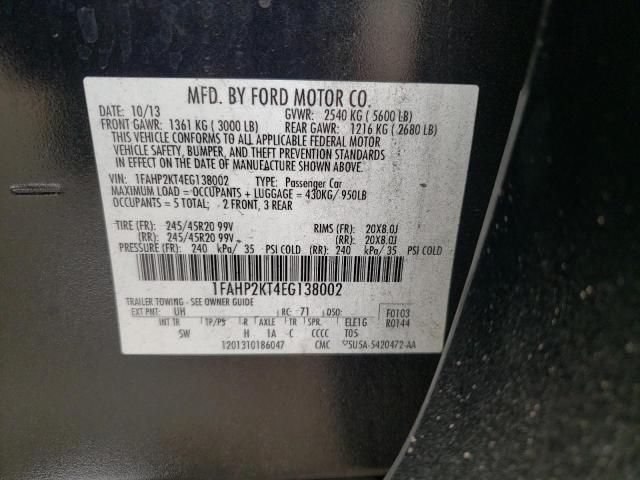 MFD. BY FORD MOTOR CO.
DATE: 10/13 GVWR: 2540 KG ( 5600 LB)
FRONT GAWR: 1361 KG ( 3000 LB) REAR GAWR: 1216 KG ( 2680 LB)
THIS VEHICLE CONFORMS TO ALL APPLICABLE FEDERAL MOTOR
VEHICLE SAFETY, BUMPER, AND THEFT PREVENTION STANDARDS
IN EFFECT ON THE DATE OF MANUFACTURE SHOWN ABOVE.
VIN: 1FAHP2KT4EG138002 TYPE: Passenger Car
MAXIMUM LOAD = OCCUPANTS + LUGGAGE = 430KG/ 950LB
OCCUPANTS = 5 TOTAL, 2 FRONT, 3 REAR
TIRE (FR): 245/45R20 99V RIMS (FR): 20X8.0J
(RR): 245/45R20 99V (RR): 20X8.0J
PRESSURE (FR): 240 kPa/ 35 PSI COLD (RR): 240 kPa/ 35 PSI COLD
1FAHP2KT4EG138002
TRAILER TOWING - SEE OWNER GUIDE
EXT PNT: UH RC: 71 DSO: F0103
INT TR TP/PS R AXLE TR SPR ELE1G R0144
5W H 1A C CCCC T05
1201310186047 CMC 5U5A-5420472-AA